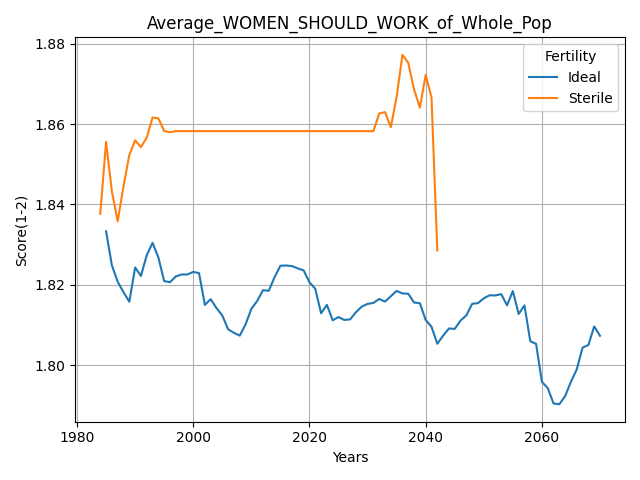 Average_WOMEN_SHOULD_WORK_of_Whole_Pop
Fertility
Ideal
Sterile
1.88
1.86
1.84
1.82
1.80
Score(1-2)
1980
2000
2020
2040
2060
Years